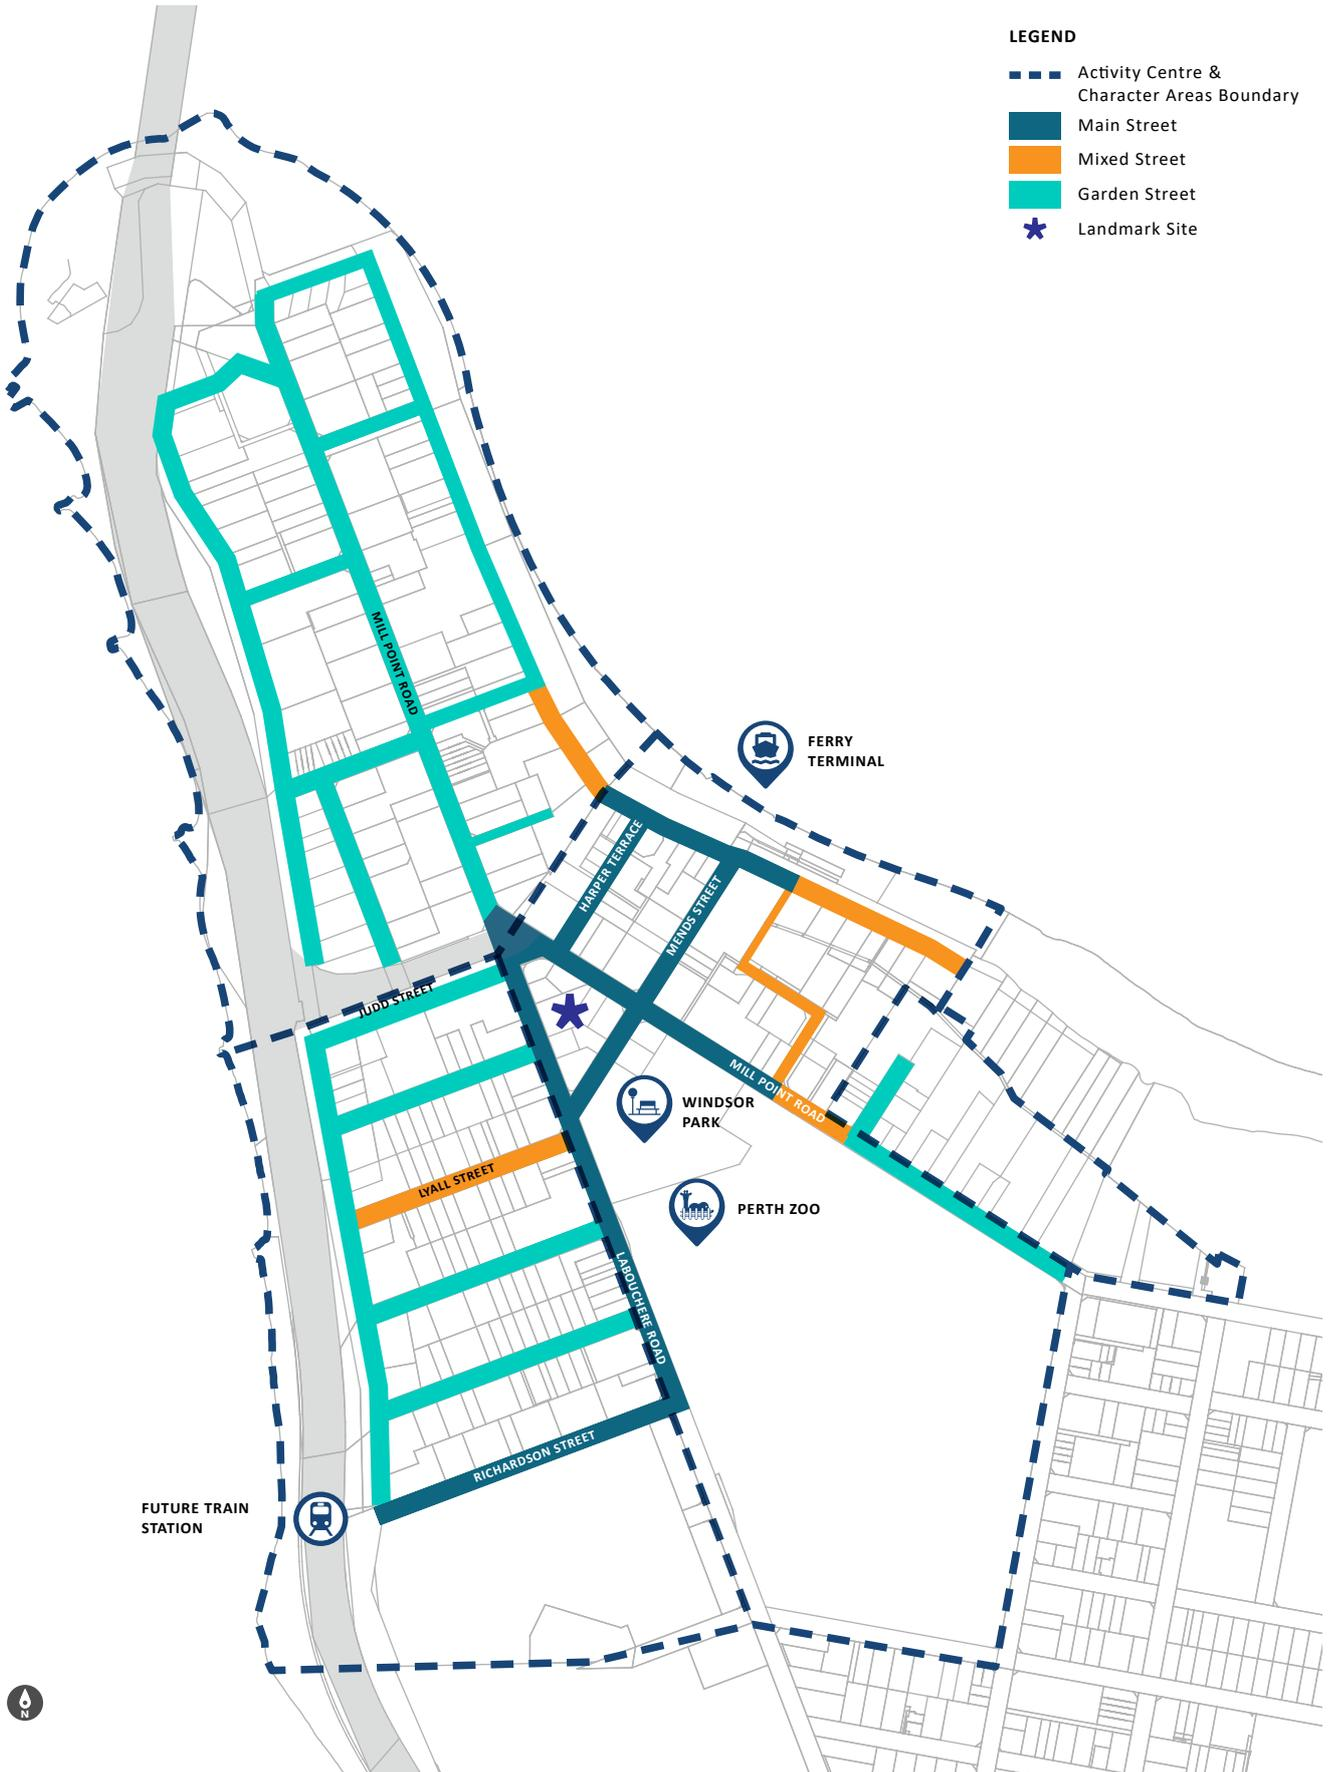 LEGEND
Activity Centre &
Character Areas Boundary
Main Street
Mixed Street
Garden Street
Landmark Site
MILL POINT ROAD
FERRY
TERMINAL
HARPER TERRACE
MENDS STREET
JUDD STREET
MILL POINT ROAD
WINDSOR
PARK
LYALL STREET
PERTH ZOO
LABOUCHERE ROAD
RICHARDSON STREET
FUTURE TRAIN
STATION
N